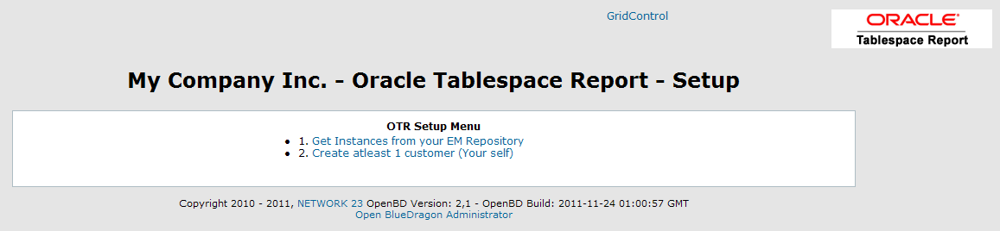 GridControl
ORACLE®
Tablespace Report
My Company Inc. - Oracle Tablespace Report - Setup
OTR Setup Menu
• 1. Get Instances from your EM Repository
• 2. Create atleast 1 customer (Your self)
Copyright 2010 - 2011, NETWORK 23 OpenBD Version: 2,1 - OpenBD Build: 2011-11-24 01:00:57 GMT
Open BlueDragon Administrator